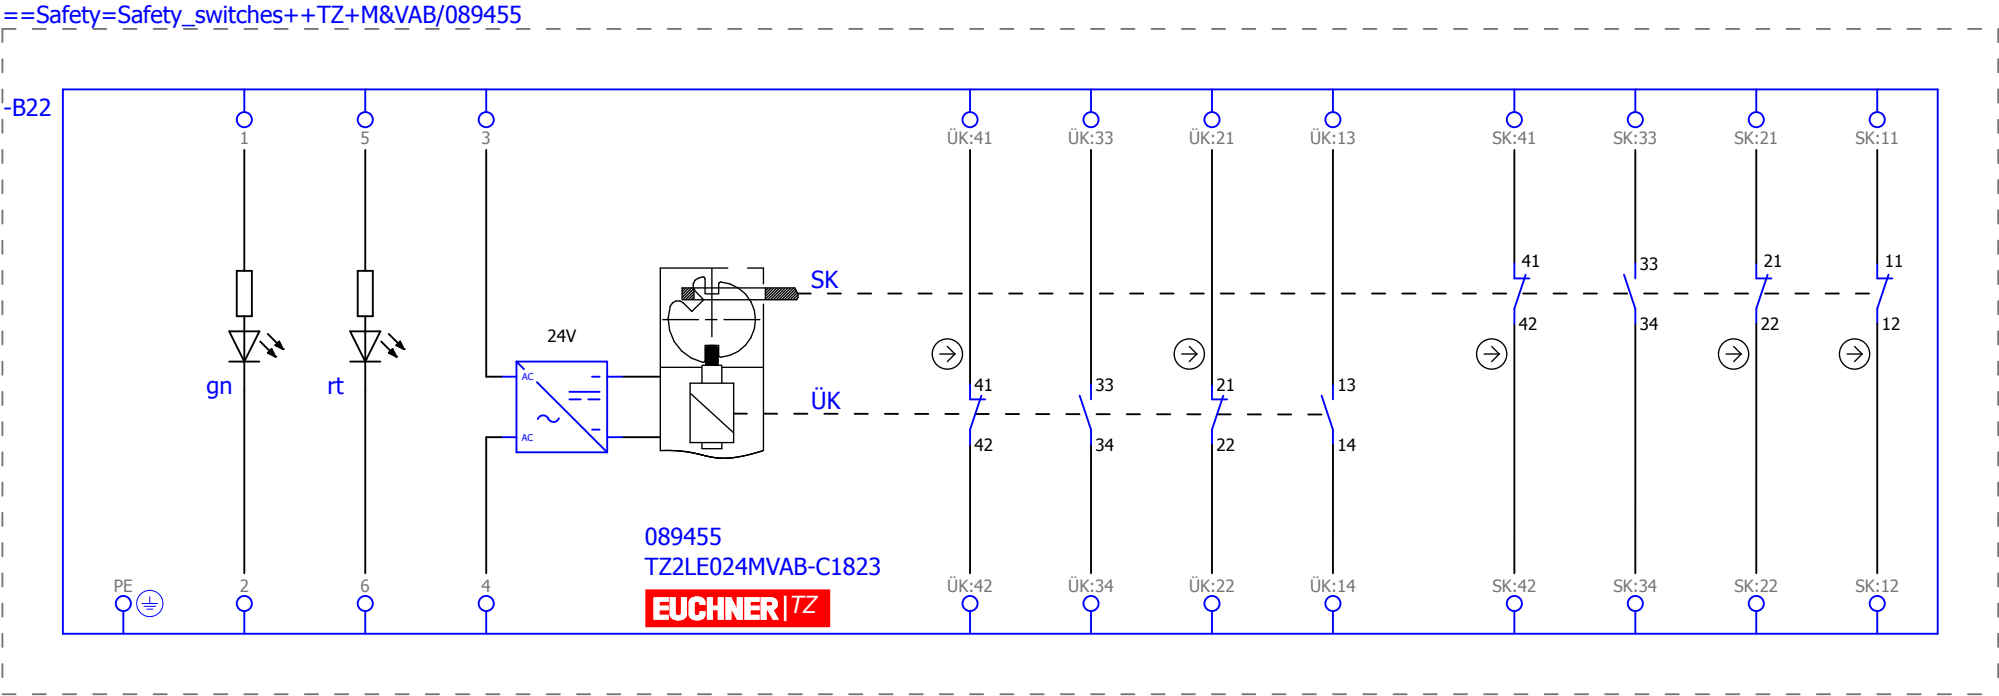 ==Safety=Safety_switches++TZ+M&VAB/089455
-B22
1 5 3 ÜK:41 ÜK:33 ÜK:21 ÜK:13 SK:41 SK:33 SK:21 SK:11
SK 41 33 21 11
42 34 22 12
24V
gn rt AC ÜK 41 33 21 13
AC 42 34 22 14
089455
TZ2LE024MVAB-C1823
PE 2 6 4 ÜK:42 ÜK:34 ÜK:22 ÜK:14 SK:42 SK:34 SK:22 SK:12
EUCHNER TZ